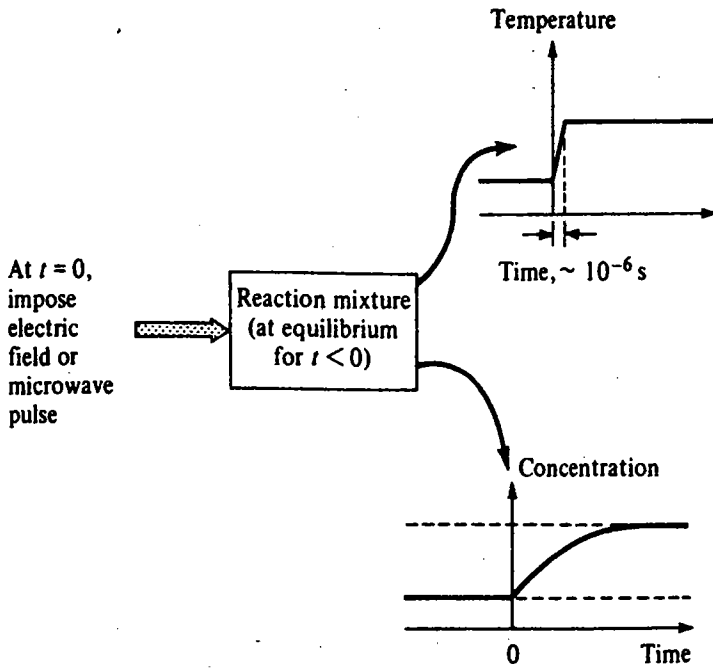 Temperature
Time, ~ 10⁻⁶ s
At t = 0,
impose
electric
field or
microwave
pulse
Reaction mixture
(at equilibrium
for t < 0)
Concentration
0
Time